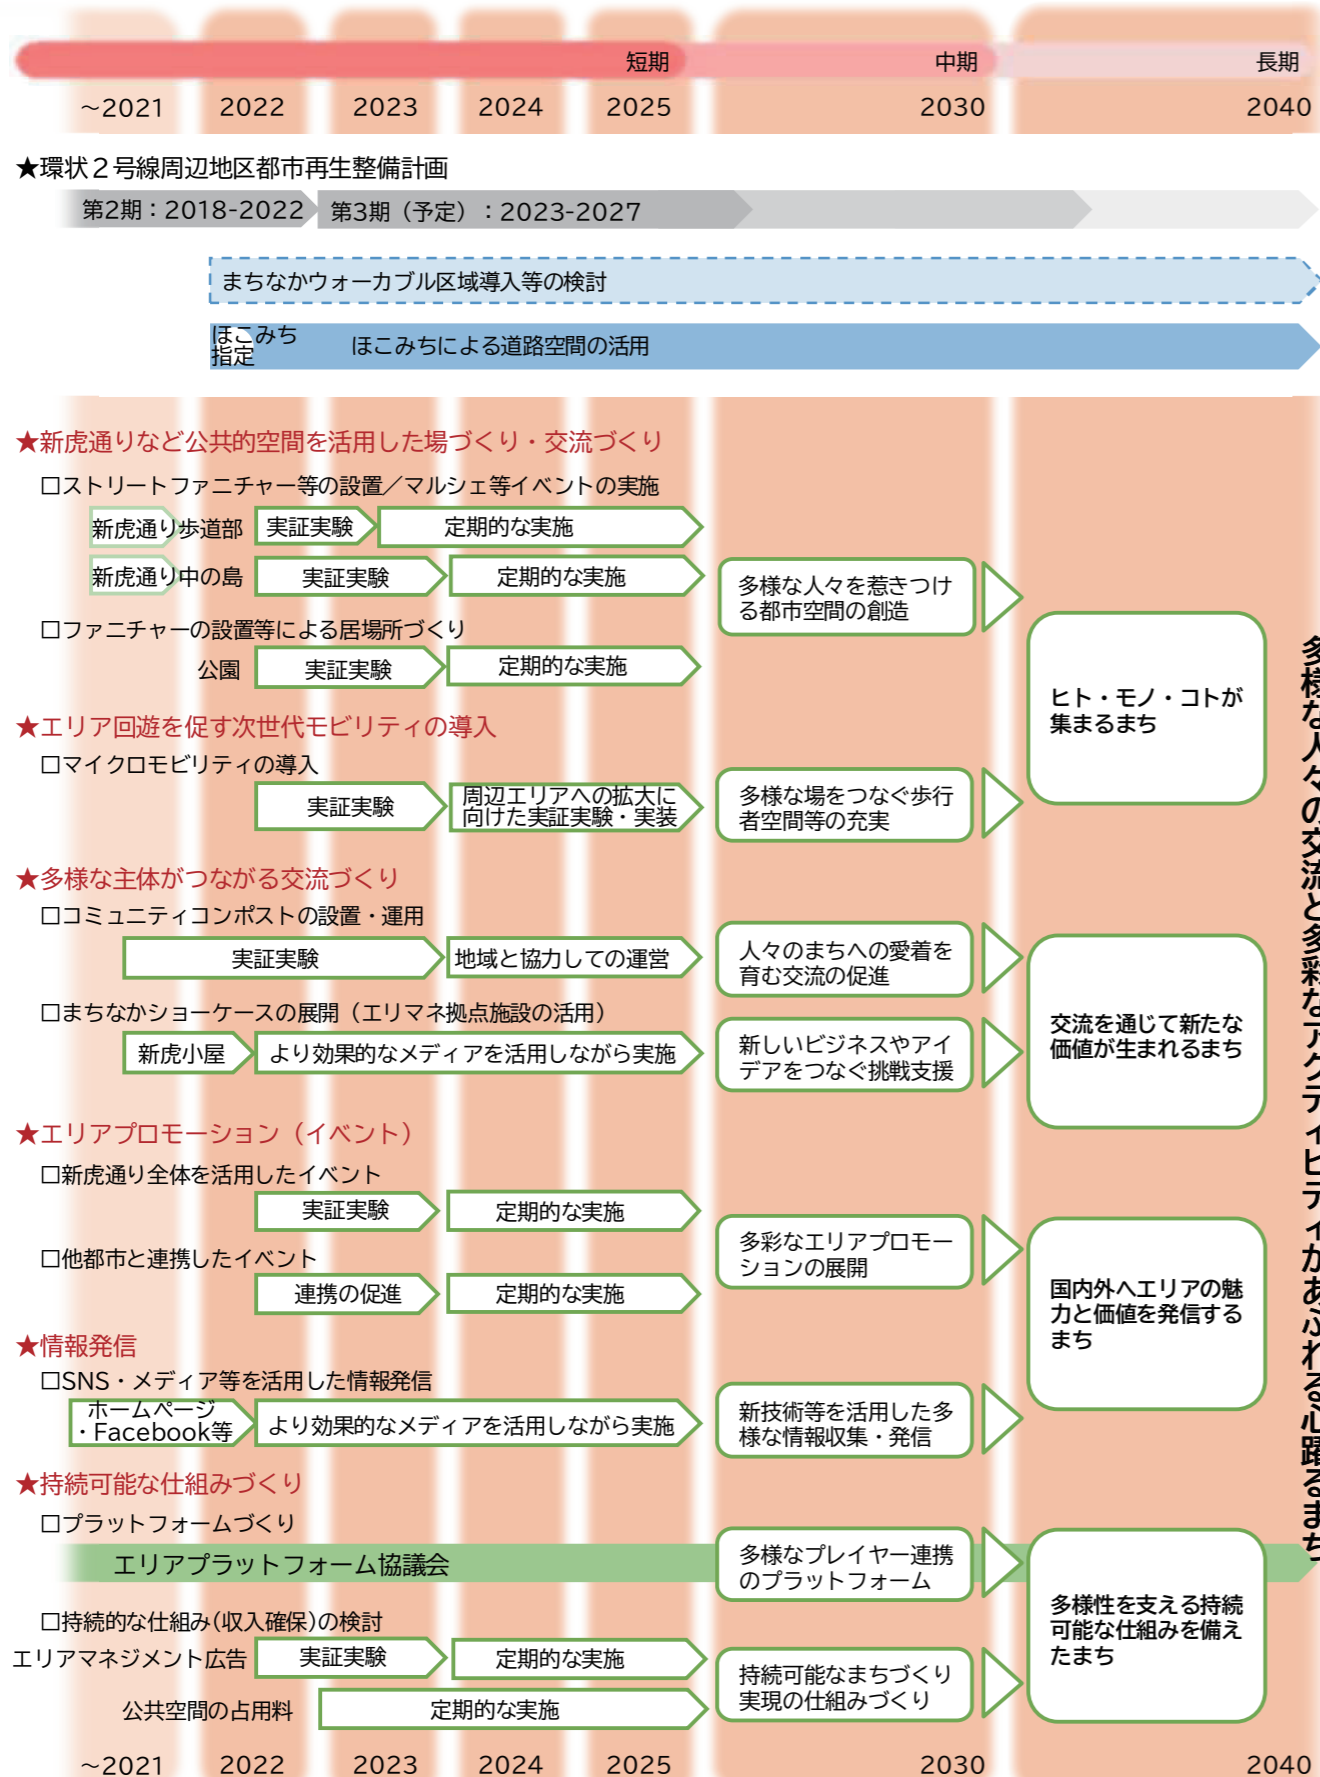 短期
中期
長期
～2021
2022
2023
2024
2025
2030
2040
★環状２号線周辺地区都市再生整備計画
第2期：2018-2022
第3期（予定）：2023-2027
まちなかウォーカブル区域導入等の検討
ほこみち
指定
ほこみちによる道路空間の活用
★新虎通りなど公共的空間を活用した場づくり・交流づくり
□ストリートファニチャー等の設置／マルシェ等イベントの実施
新虎通り歩道部
実証実験
定期的な実施
新虎通り中の島
実証実験
定期的な実施
多様な人々を惹きつけ
る都市空間の創造
□ファニチャーの設置等による居場所づくり
公園
実証実験
定期的な実施
ヒト・モノ・コトが
集まるまち
★エリア回遊を促す次世代モビリティの導入
□マイクロモビリティの導入
実証実験
周辺エリアへの拡大に
向けた実証実験・実装
多様な場をつなぐ歩行
者空間等の充実
★多様な主体がつながる交流づくり
□コミュニティコンポストの設置・運用
実証実験
地域と協力しての運営
人々のまちへの愛着を
育む交流の促進
□まちなかショーケースの展開（エリマネ拠点施設の活用）
新虎小屋
より効果的なメディアを活用しながら実施
新しいビジネスやアイ
デアをつなぐ挑戦支援
交流を通じて新たな
価値が生まれるまち
★エリアプロモーション（イベント）
□新虎通り全体を活用したイベント
実証実験
定期的な実施
□他都市と連携したイベント
連携の促進
定期的な実施
多彩なエリアプロモー
ションの展開
国内外へエリアの魅
力と価値を発信する
まち
★情報発信
□SNS・メディア等を活用した情報発信
ホームページ
・Facebook等
より効果的なメディアを活用しながら実施
新技術等を活用した多
様な情報収集・発信
★持続可能な仕組みづくり
□プラットフォームづくり
エリアプラットフォーム協議会
多様なプレイヤー連携
のプラットフォーム
□持続的な仕組み(収入確保)の検討
エリアマネジメント広告
実証実験
定期的な実施
公共空間の占用料
定期的な実施
持続可能なまちづくり
実現の仕組みづくり
多様性を支える持続
可能な仕組みを備え
たまち
多様な人々の交流と多彩なアクティビティがあふれる心躍るまち
～2021
2022
2023
2024
2025
2030
2040